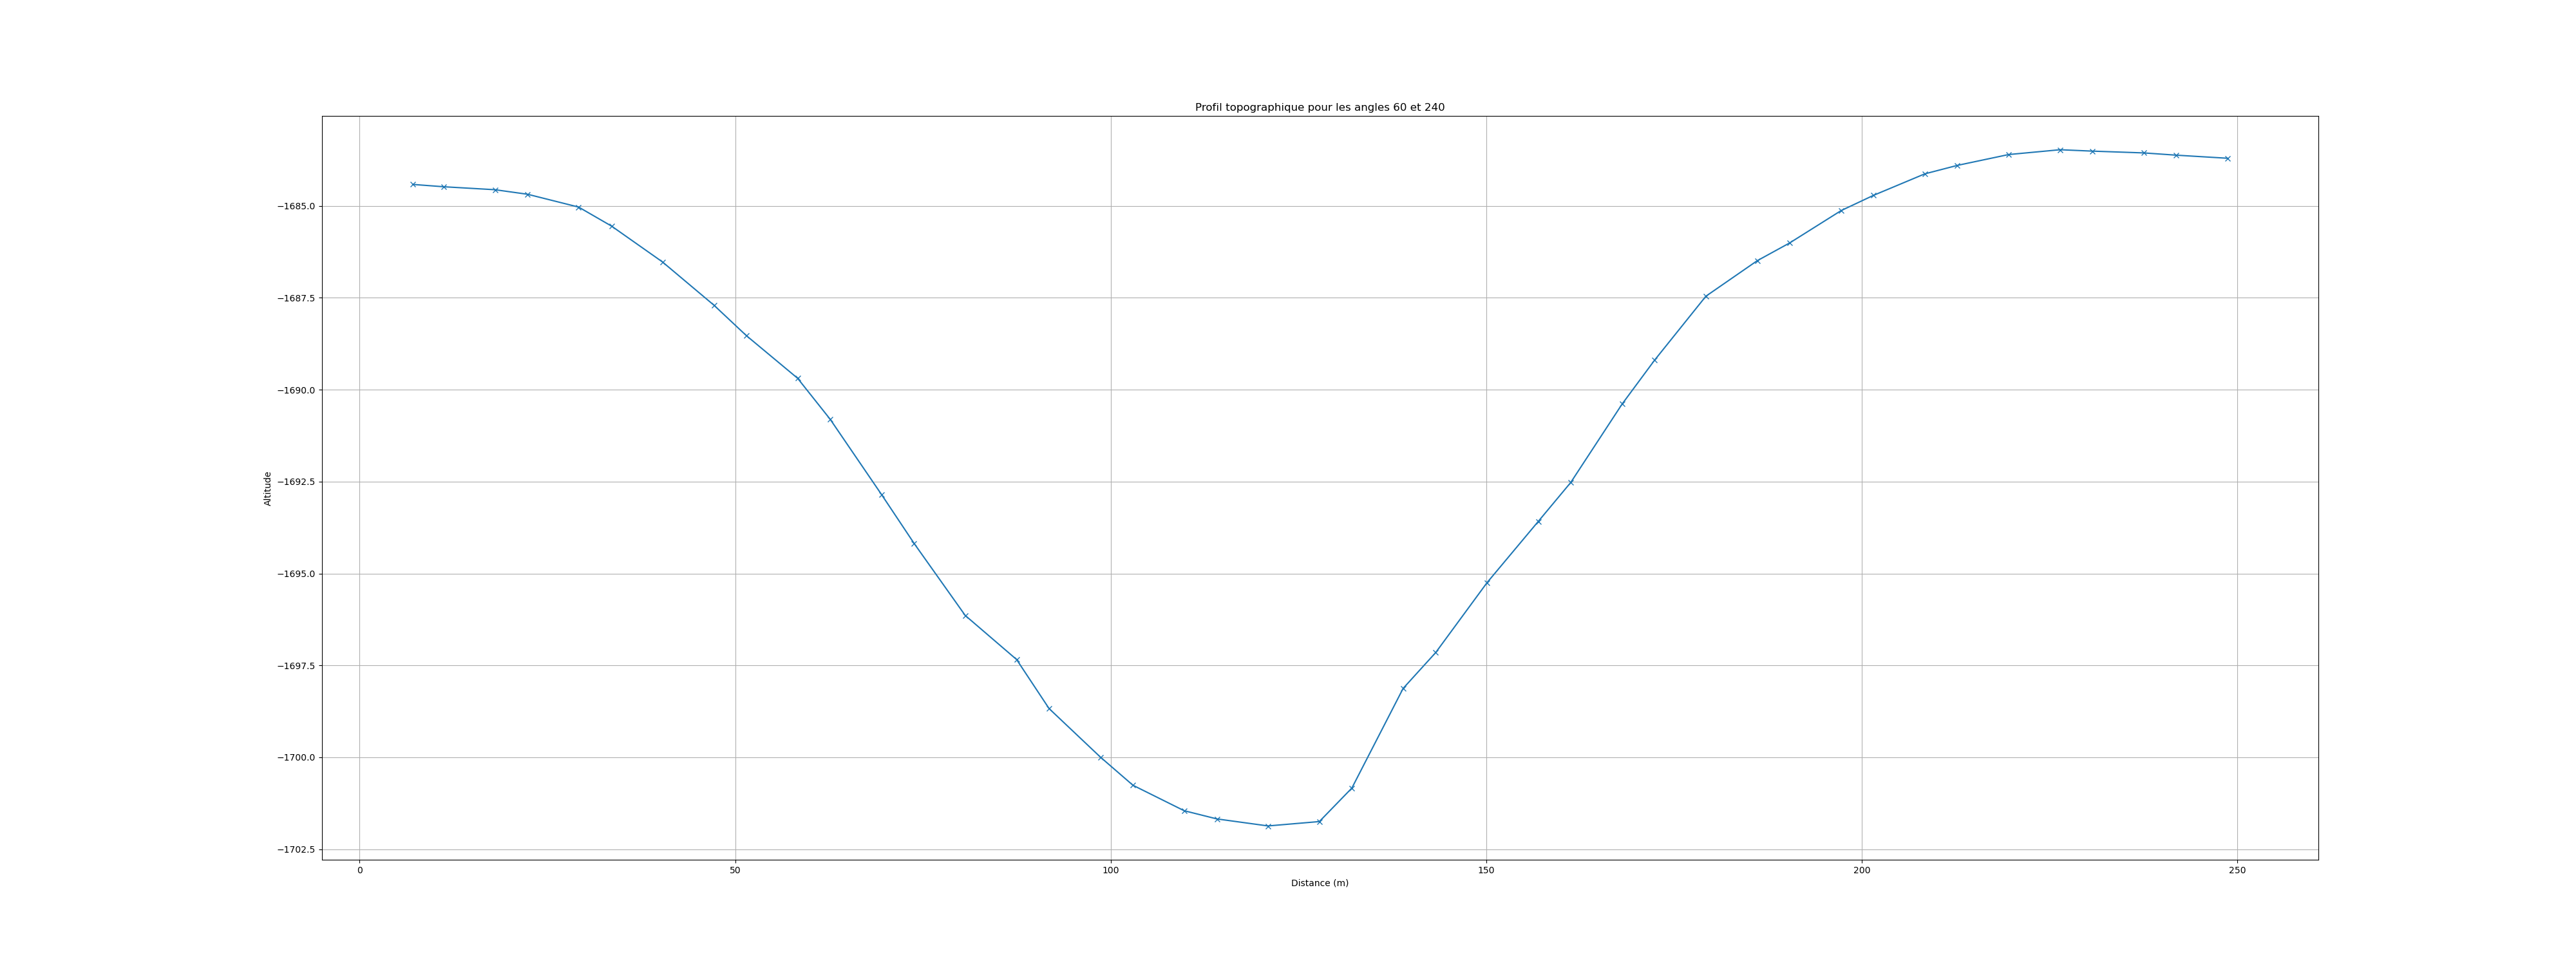 Profil topographique pour les angles 60 et 240
−1685.0
−1687.5
−1690.0
−1692.5
Altitude
−1695.0
−1697.5
−1700.0
−1702.5
0 50 100 150 200 250
Distance (m)